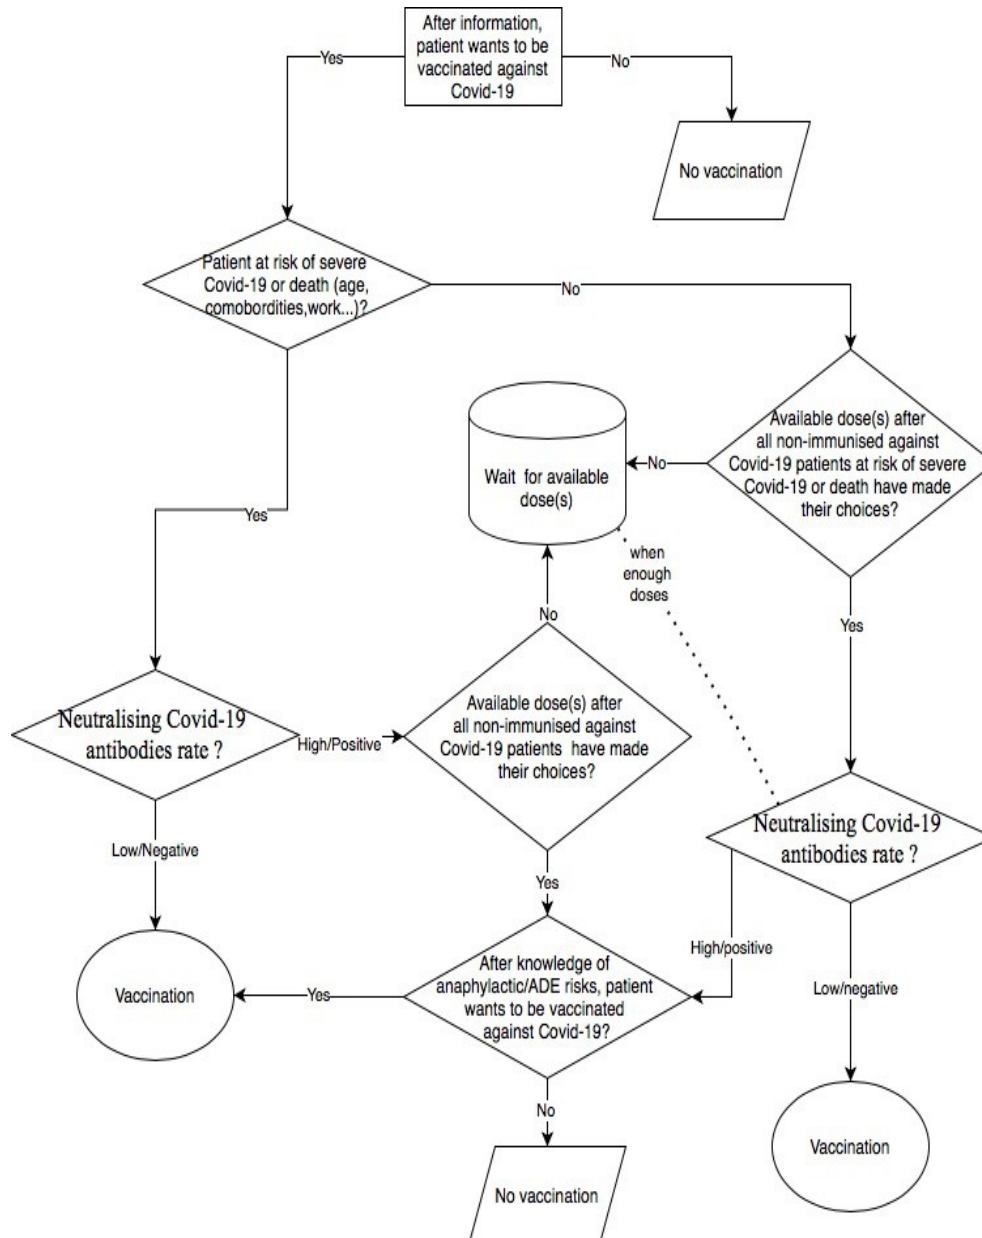 After information,
patient wants to be
vaccinated against
Covid-19
Yes
No
No vaccination
Patient at risk of severe
Covid-19 or death (age,
comobordities,work...)?
No
Yes
Available dose(s) after
all non-immunised against
Covid-19 patients at risk of severe
Covid-19 or death have made
their choices?
No
Wait for available
dose(s)
when
enough
doses
Yes
No
Neutralising Covid-19
antibodies rate ?
High/Positive
Available dose(s) after
all non-immunised against
Covid-19 patients have made
their choices?
Neutralising Covid-19
antibodies rate ?
Low/Negative
Yes
High/positive
Low/negative
Vaccination
Yes
After knowledge of
anaphylactic/ADE risks, patient
wants to be vaccinated
against Covid-19?
No
No vaccination
Vaccination